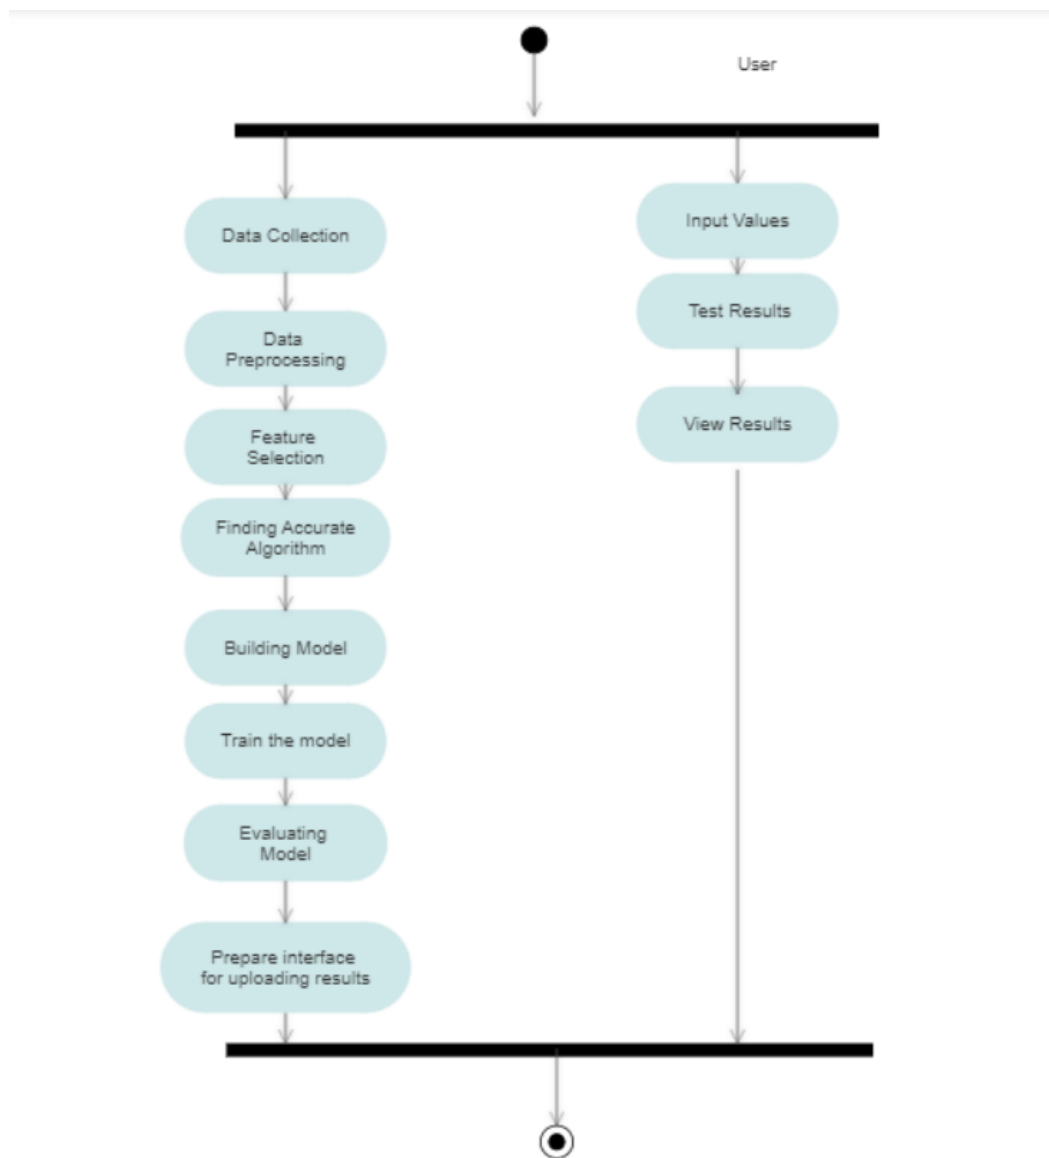 User
Data Collection
Data
Preprocessing
Feature
Selection
Finding Accurate
Algorithm
Building Model
Train the model
Evaluating
Model
Prepare interface
for uploading results
Input Values
Test Results
View Results